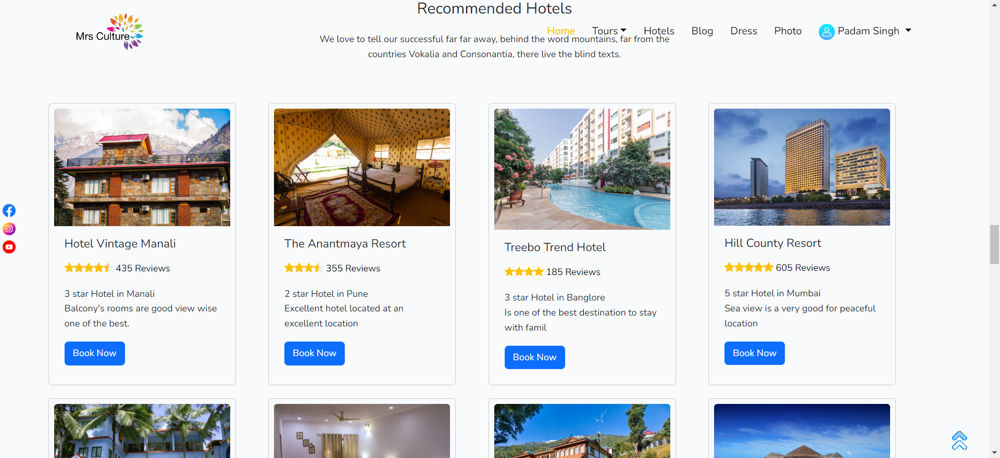 Recommended Hotels
Mrs Culture
Home Tours Hotels Blog Dress Photo Padam Singh
We love to tell our successful far far away, behind the word mountains, far from the
countries Vokalia and Consonantia, there live the blind texts.
Hotel Vintage Manali
435 Reviews
3 star Hotel in Manali
Balcony's rooms are good view wise
one of the best.
Book Now
The Anantmaya Resort
355 Reviews
2 star Hotel in Pune
Excellent hotel located at an
excellent location
Book Now
Treebo Trend Hotel
185 Reviews
3 star Hotel in Banglore
Is one of the best destination to stay
with famil
Book Now
Hill County Resort
605 Reviews
5 star Hotel in Mumbai
Sea view is a very good for peaceful
location
Book Now